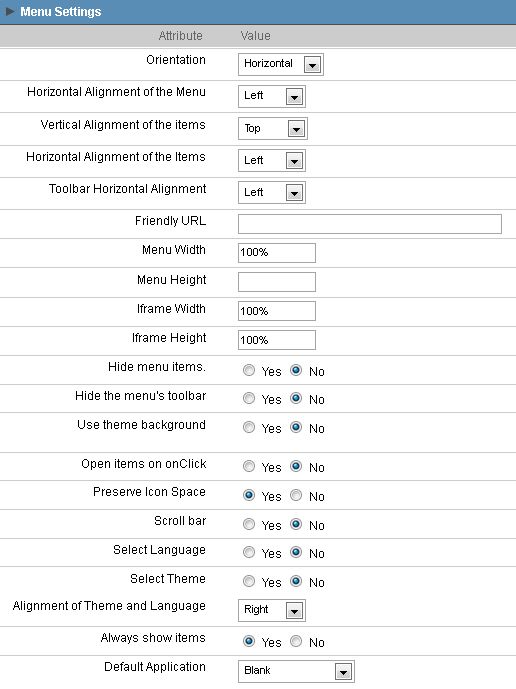 Menu Settings
Attribute Value
Orientation Horizontal
Horizontal Alignment of the Menu Left
Vertical Alignment of the items Top
Horizontal Alignment of the Items Left
Toolbar Horizontal Alignment Left
Friendly URL
Menu Width 100%
Menu Height
Iframe Width 100%
Iframe Height 100%
Hide menu items. Yes No
Hide the menu's toolbar Yes No
Use theme background Yes No
Open items on onClick Yes No
Preserve Icon Space Yes No
Scroll bar Yes No
Select Language Yes No
Select Theme Yes No
Alignment of Theme and Language Right
Always show items Yes No
Default Application Blank